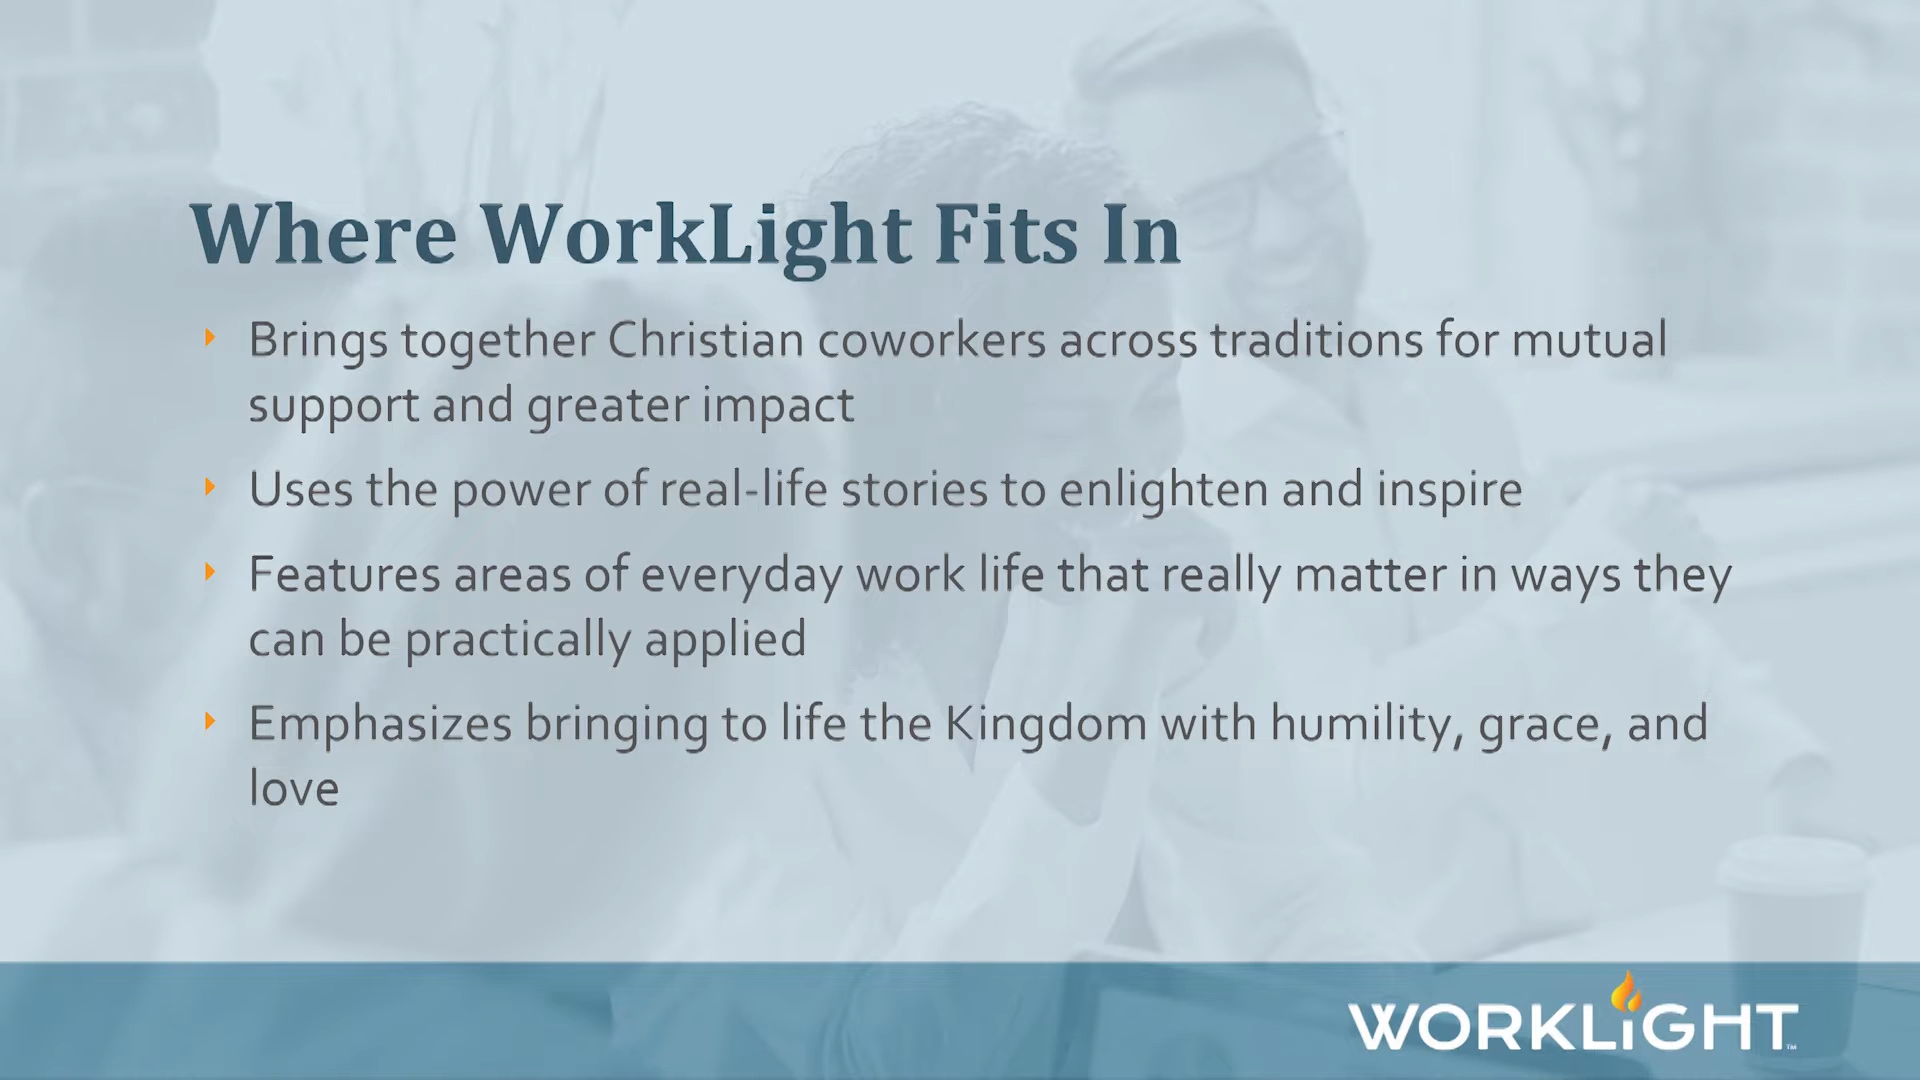 Where WorkLight Fits In
Brings together Christian coworkers across traditions for mutual
support and greater impact
Uses the power of real-life stories to enlighten and inspire
Features areas of everyday work life that really matter in ways they
can be practically applied
Emphasizes bringing to life the Kingdom with humility, grace, and
love
WORKLiGHT™